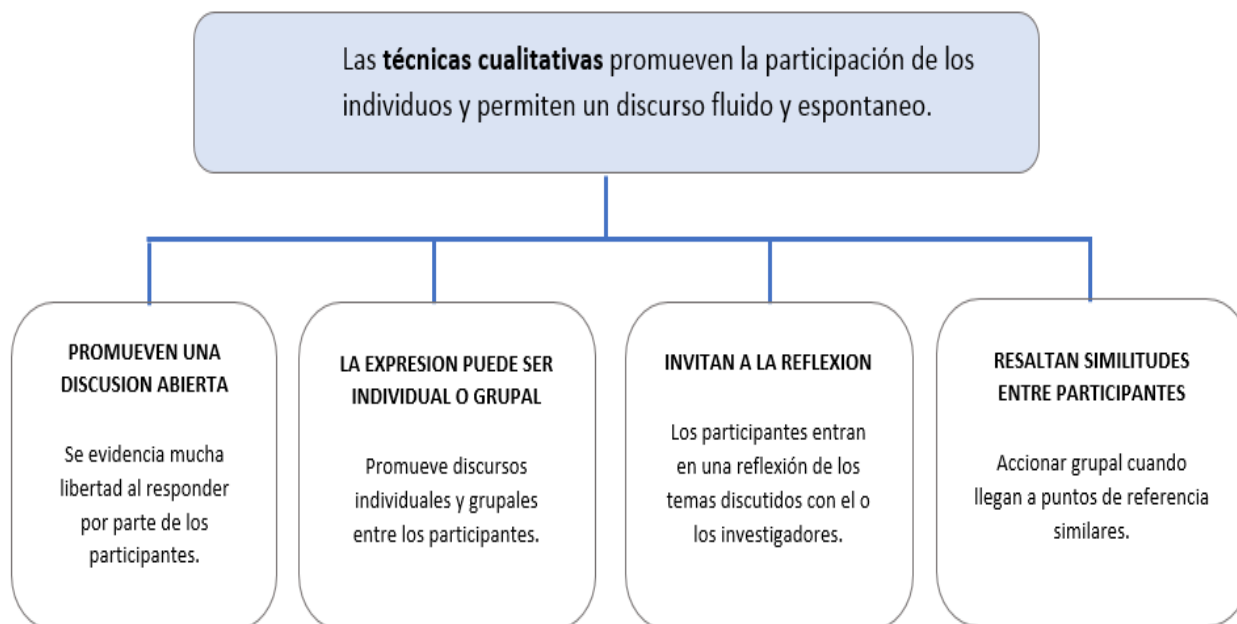 Las técnicas cualitativas promueven la participación de los
individuos y permiten un discurso fluido y espontaneo.
PROMUEVEN UNA
DISCUSION ABIERTA
Se evidencia mucha
libertad al responder
por parte de los
participantes.
LA EXPRESION PUEDE SER
INDIVIDUAL O GRUPAL
Promueve discursos
individuales y grupales
entre los participantes.
INVITAN A LA REFLEXION
Los participantes entran
en una reflexión de los
temas discutidos con el o
los investigadores.
RESALTAN SIMILITUDES
ENTRE PARTICIPANTES
Accionar grupal cuando
llegan a puntos de referencia
similares.